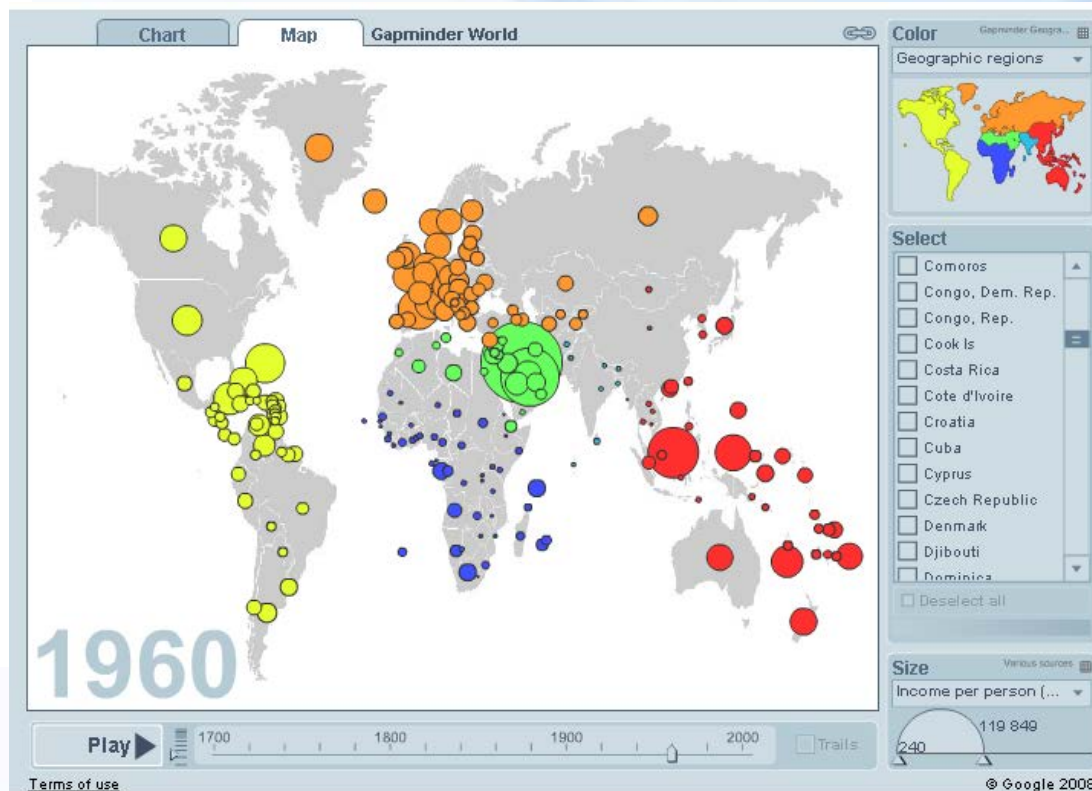 Chart
Map
Gapminder World
Color
Gapminder Geogra...
Geographic regions
Select
Comoros
Congo, Dem. Rep.
Congo, Rep.
Cook Is
Costa Rica
Cote d'Ivoire
Croatia
Cuba
Cyprus
Czech Republic
Denmark
Djibouti
Dominica
Deselect all
1960
Size
Various sources
Income per person (...
119 849
240
Play
1700
1800
1900
2000
Trails
Terms of use
© Google 2008